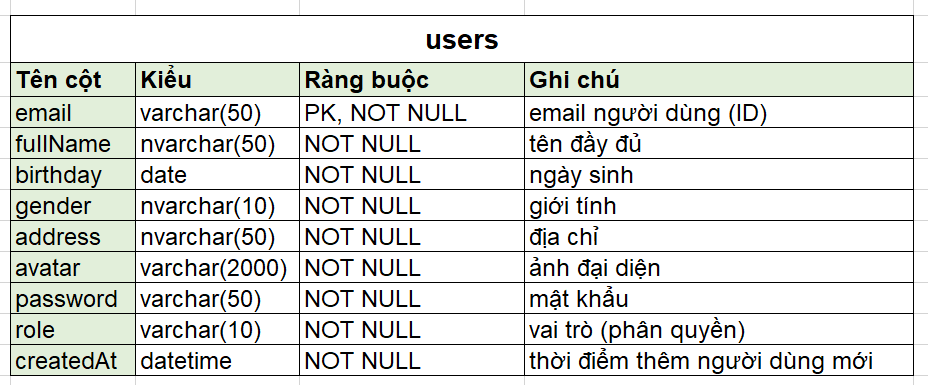 users
Tên cột Kiểu Ràng buộc Ghi chú
email varchar(50) PK, NOT NULL email người dùng (ID)
fullName nvarchar(50) NOT NULL tên đầy đủ
birthday date NOT NULL ngày sinh
gender nvarchar(10) NOT NULL giới tính
address nvarchar(50) NOT NULL địa chỉ
avatar varchar(2000) NOT NULL ảnh đại diện
password varchar(50) NOT NULL mật khẩu
role varchar(10) NOT NULL vai trò (phân quyền)
createdAt datetime NOT NULL thời điểm thêm người dùng mới